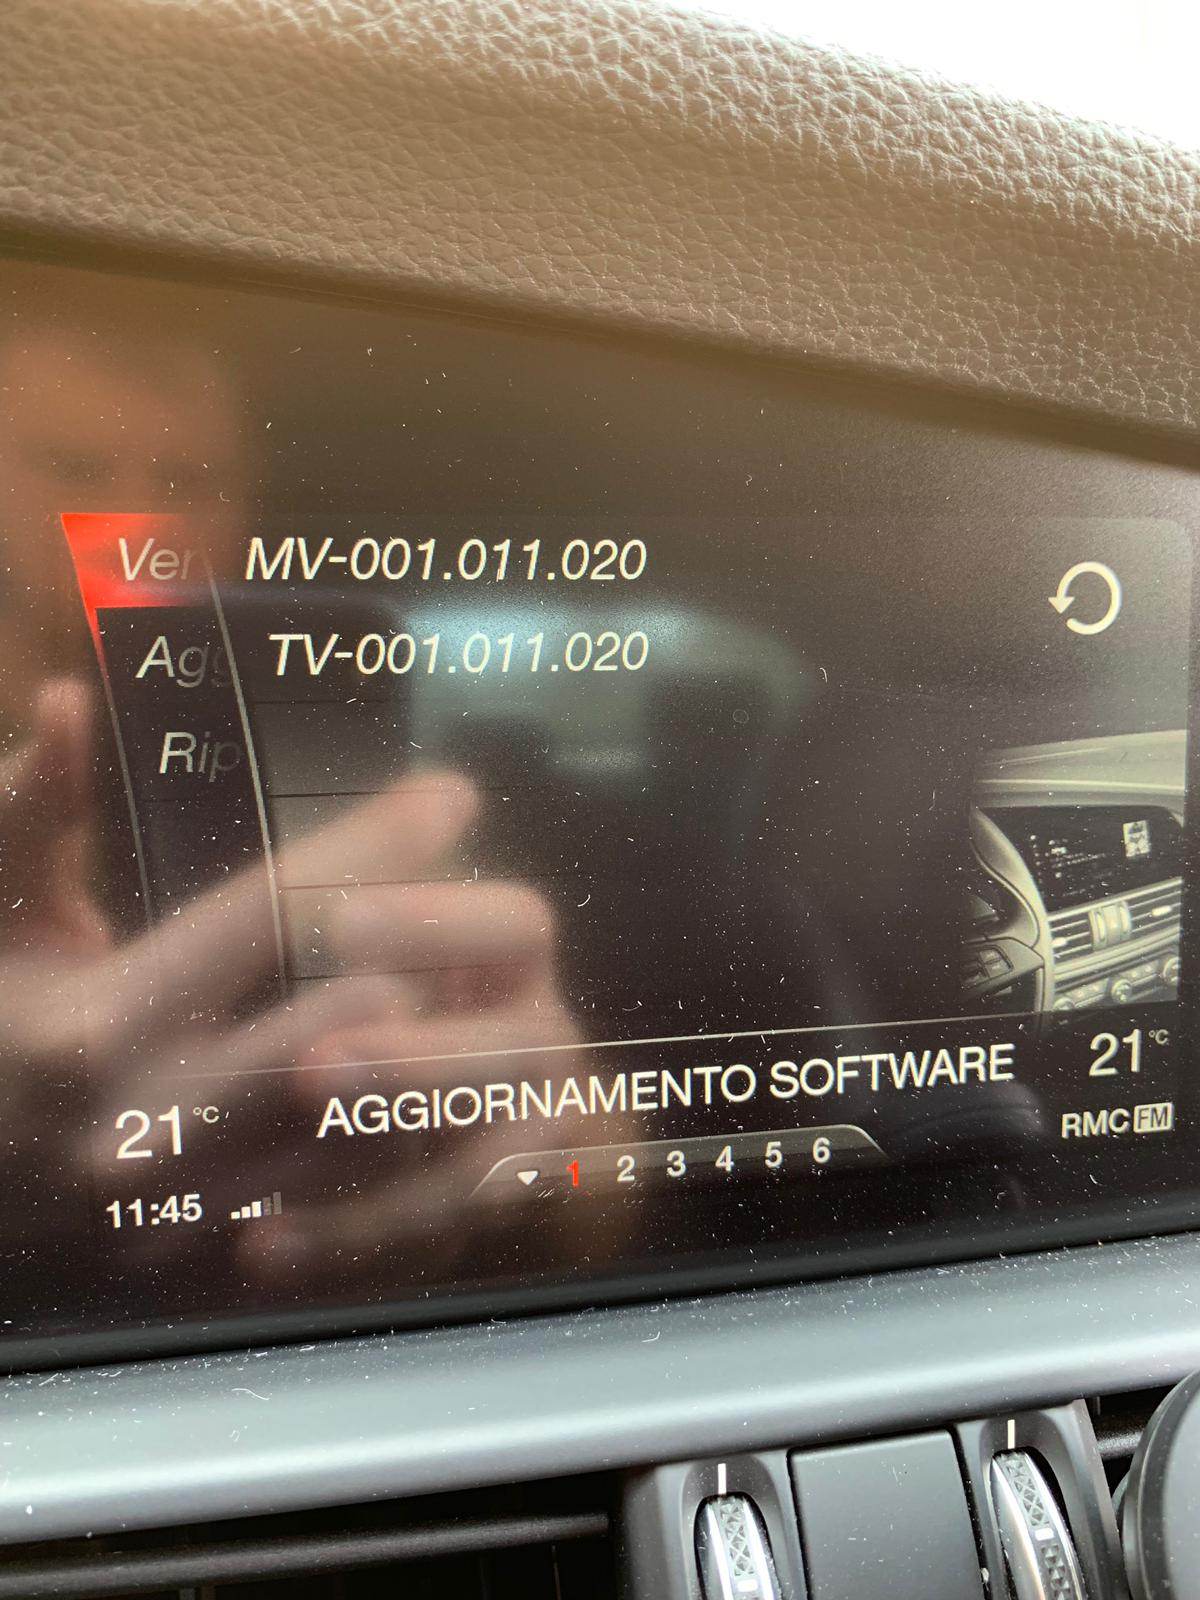 Ver
MV-001.011.020
Agg
TV-001.011.020
Rip
AGGIORNAMENTO SOFTWARE
21°C
21°C
RMC FM
1 2 3 4 5 6
11:45